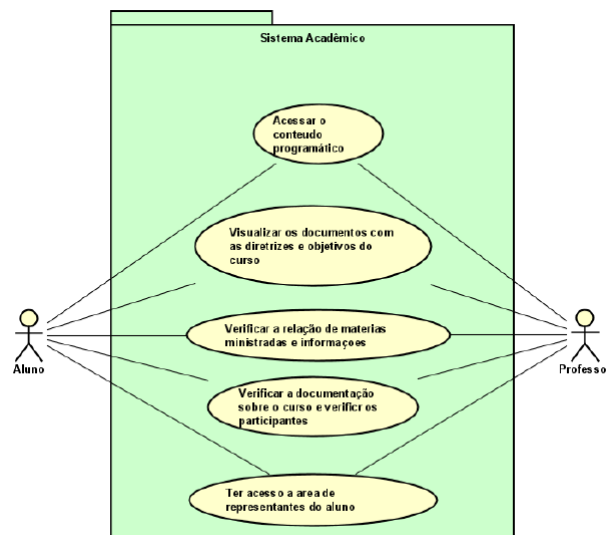 Sistema Acadêmico
Acessar o
conteudo
programático
Visualizar os documentos com
as diretrizes e objetivos do
curso
Verificar a relação de materias
ministradas e informaçoes
Aluno
Professo
Verificar a documentação
sobre o curso e verificr os
participantes
Ter acesso a area de
representantes do aluno